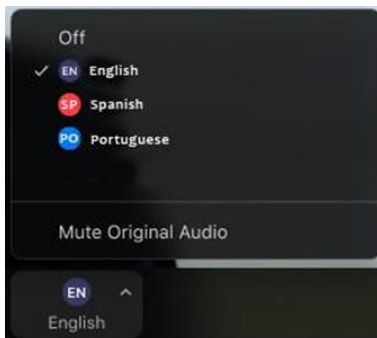 Off
EN English
SP Spanish
PO Portuguese
Mute Original Audio
EN
English